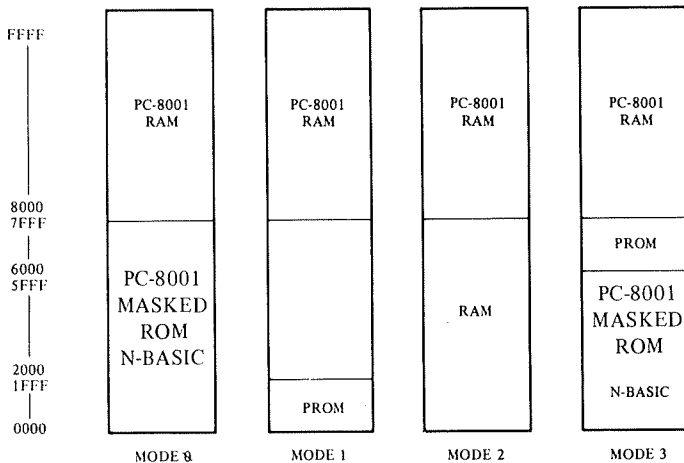 FFFF
8000
7FFF
6000
5FFF
2000
1FFF
0000
PC-8001
RAM
PC-8001
MASKED
ROM
N-BASIC
MODE 0
PC-8001
RAM
PROM
MODE 1
PC-8001
RAM
RAM
MODE 2
PC-8001
RAM
PROM
PC-8001
MASKED
ROM
N-BASIC
MODE 3